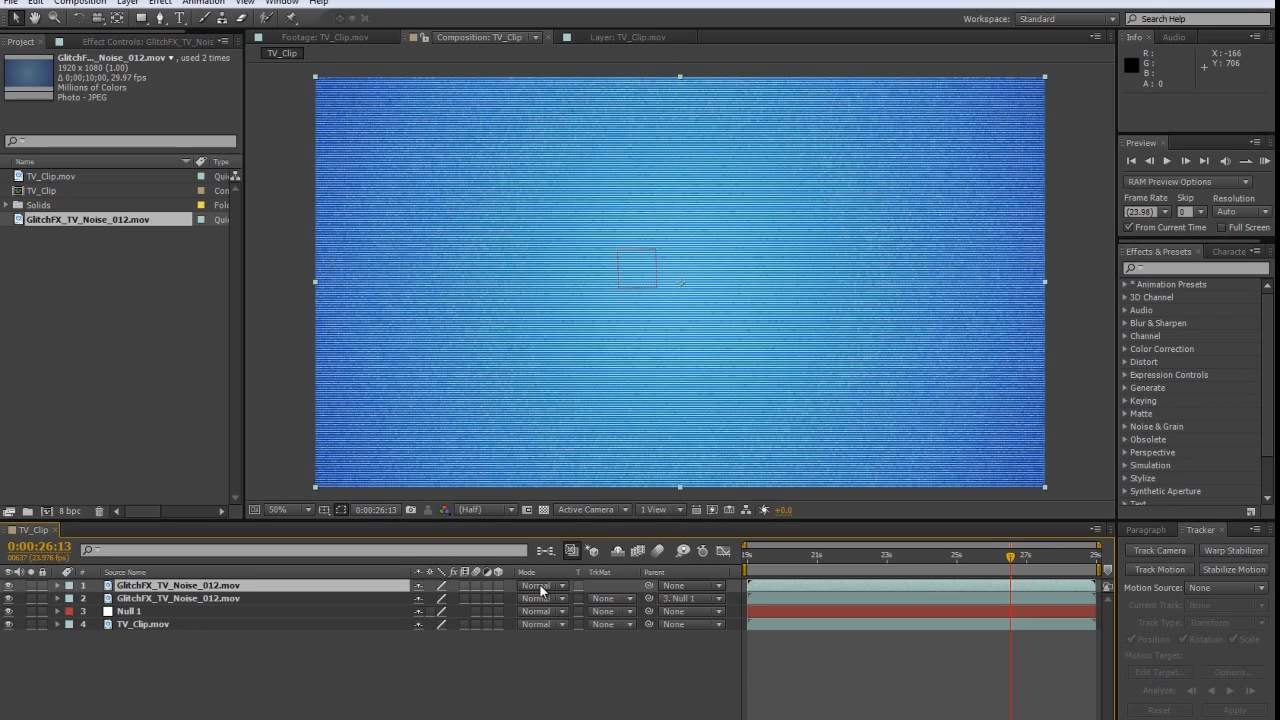 File Edit Composition Layer Effect Animation View Window Help
Workspace: Standard Search Help
Project Effect Controls: GlitchFX_TV_Nois
Footage: TV_Clip.mov Composition: TV_Clip Layer: TV_Clip.mov
Info Audio
TV_Clip
GlitchF..._Noise_012.mov , used 2 times
1920 x 1080 (1.00)
Δ 0;00;10;00, 29.97 fps
Millions of Colors
Photo - JPEG
R :
G :
B :
A : 0
X : -166
Y : 706
Preview
RAM Preview Options
Frame Rate Skip Resolution
(23.98) 0 Auto
From Current Time Full Screen
Name Type
TV_Clip.mov Qui
TV_Clip Con
Solids Fol
GlitchFX_TV_Noise_012.mov Qui
Effects & Presets Characte
* Animation Presets
3D Channel
Audio
Blur & Sharpen
Channel
Color Correction
Distort
Expression Controls
Generate
Keying
Matte
Noise & Grain
Obsolete
Perspective
Simulation
Stylize
Synthetic Aperture
Text
8 bpc
50% 0:00:26:13 (Half) Active Camera 1 View +0.0
TV_Clip
0:00:26:13
00637 (23.976 fps)
19s 21s 23s 25s 27s 29s
# Source Name Mode T TrkMat Parent
1 GlitchFX_TV_Noise_012.mov Normal None
2 GlitchFX_TV_Noise_012.mov Normal None 3. Null 1
3 Null 1 Normal None None
4 TV_Clip.mov Normal None None
Paragraph Tracker
Track Camera Warp Stabilizer
Track Motion Stabilize Motion
Motion Source: None
Current Track: None
Track Type: Transform
Position Rotation Scale
Motion Target:
Edit Target... Options...
Analyze:
Reset Apply